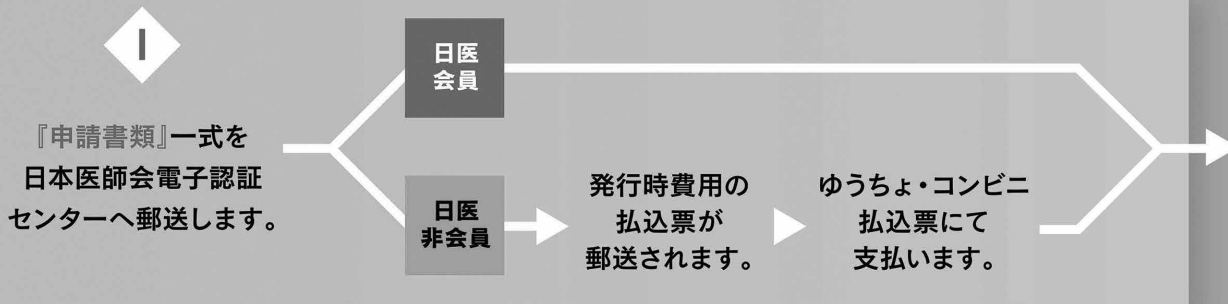 1
『申請書類』一式を
日本医師会電子認証
センターへ郵送します。
日医
会員
日医
非会員
発行時費用の
払込票が
郵送されます。
ゆうちょ・コンビニ
払込票にて
支払います。